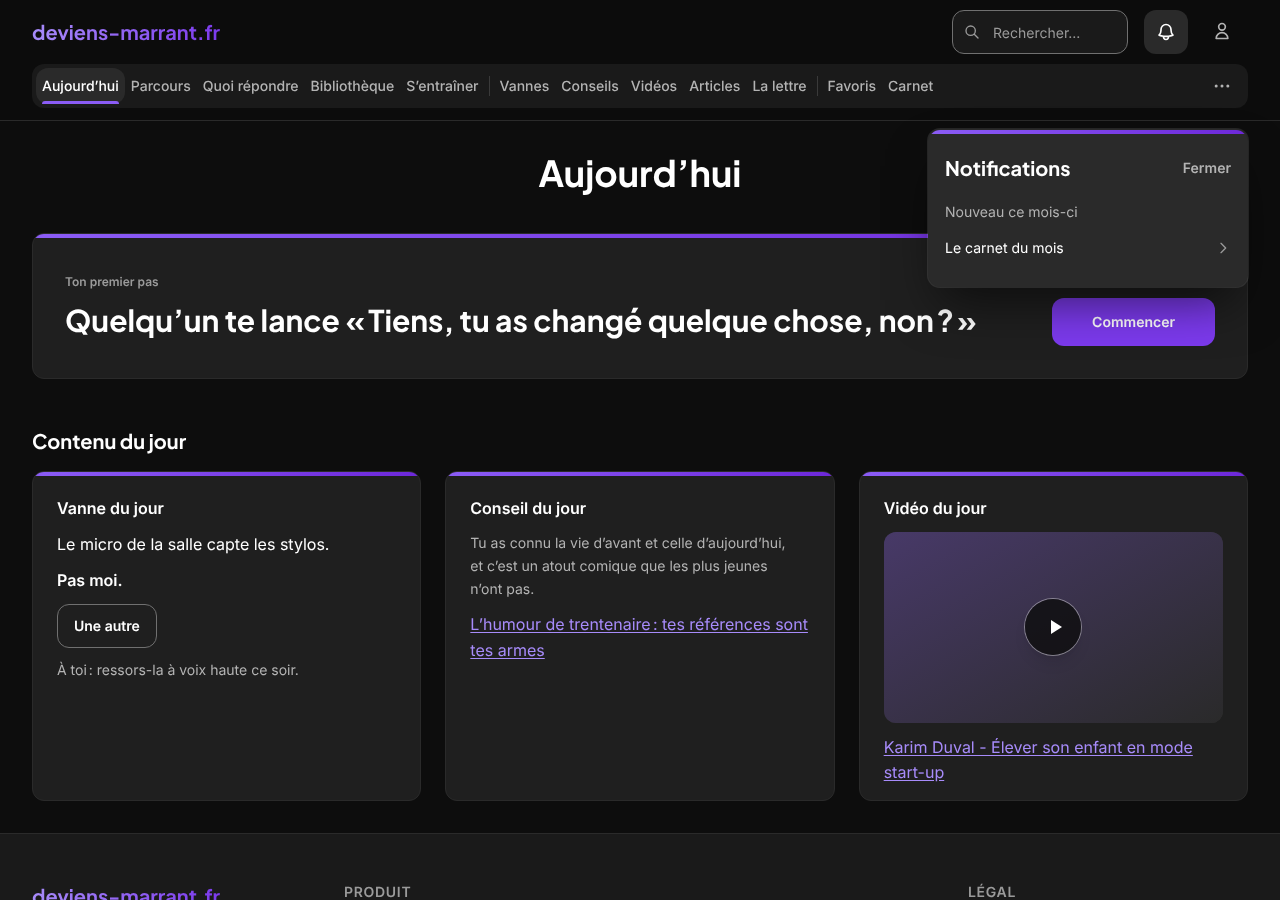 deviens-marrant.fr
Rechercher...
Aujourd’hui Parcours Quoi répondre Bibliothèque S’entraîner Vannes Conseils Vidéos Articles La lettre Favoris Carnet
Notifications
Fermer
Nouveau ce mois-ci
Le carnet du mois
Aujourd’hui
Ton premier pas
Quelqu’un te lance « Tiens, tu as changé quelque chose, non ? »
Commencer
Contenu du jour
Vanne du jour
Le micro de la salle capte les stylos.
Pas moi.
Une autre
À toi : ressors-la à voix haute ce soir.
Conseil du jour
Tu as connu la vie d’avant et celle d’aujourd’hui,
et c’est un atout comique que les plus jeunes
n’ont pas.
L’humour de trentenaire : tes références sont
tes armes
Vidéo du jour
Karim Duval - Élever son enfant en mode
start-up
deviens-marrant.fr
PRODUIT
LÉGAL